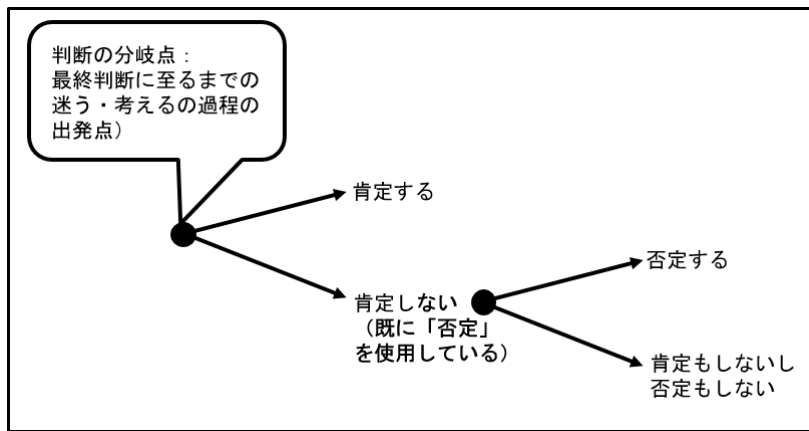 判断の分岐点：
最終判断に至るまでの
迷う・考えるの過程の
出発点）
肯定する
肯定しない
（既に「否定」
を使用している）
否定する
肯定もしないし
否定もしない